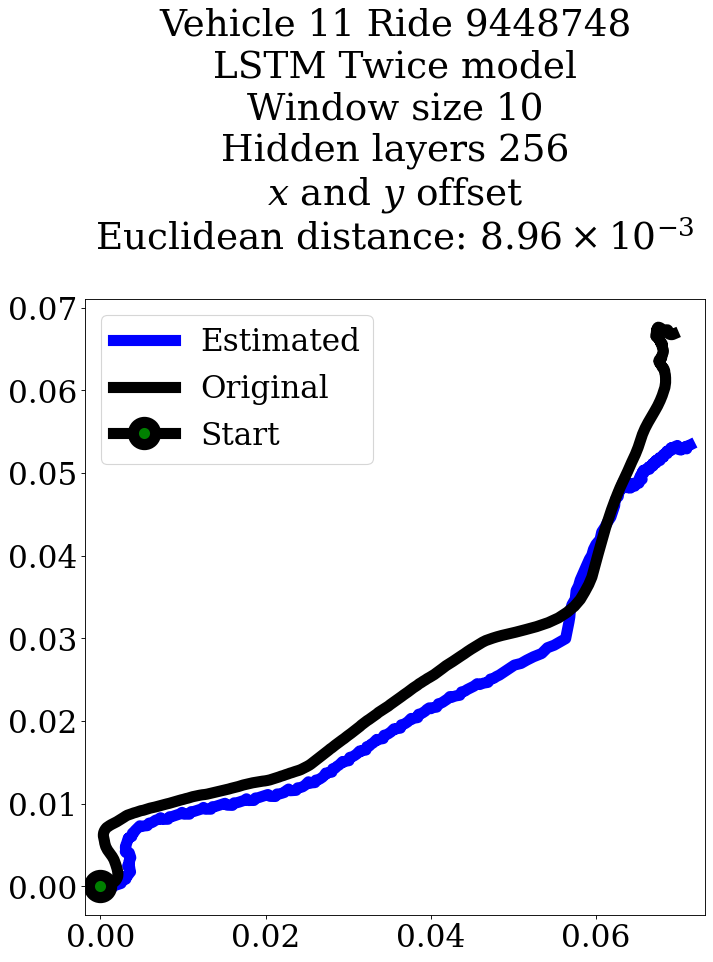 Vehicle 11 Ride 9448748
LSTM Twice model
Window size 10
Hidden layers 256
x and y offset
Euclidean distance: 8.96 × 10⁻³
0.07
0.06
0.05
0.04
0.03
0.02
0.01
0.00
Estimated
Original
Start
0.00 0.02 0.04 0.06